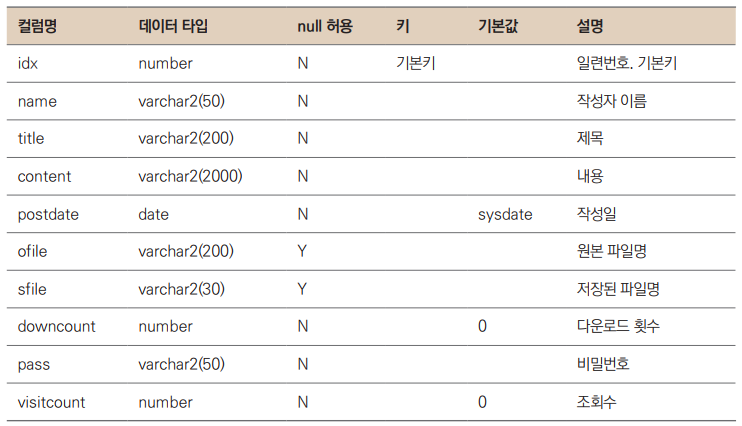 컬럼명 데이터 타입 null 허용 키 기본값 설명
idx number N 기본키 일련번호. 기본키
name varchar2(50) N 작성자 이름
title varchar2(200) N 제목
content varchar2(2000) N 내용
postdate date N sysdate 작성일
ofile varchar2(200) Y 원본 파일명
sfile varchar2(30) Y 저장된 파일명
downcount number N 0 다운로드 횟수
pass varchar2(50) N 비밀번호
visitcount number N 0 조회수